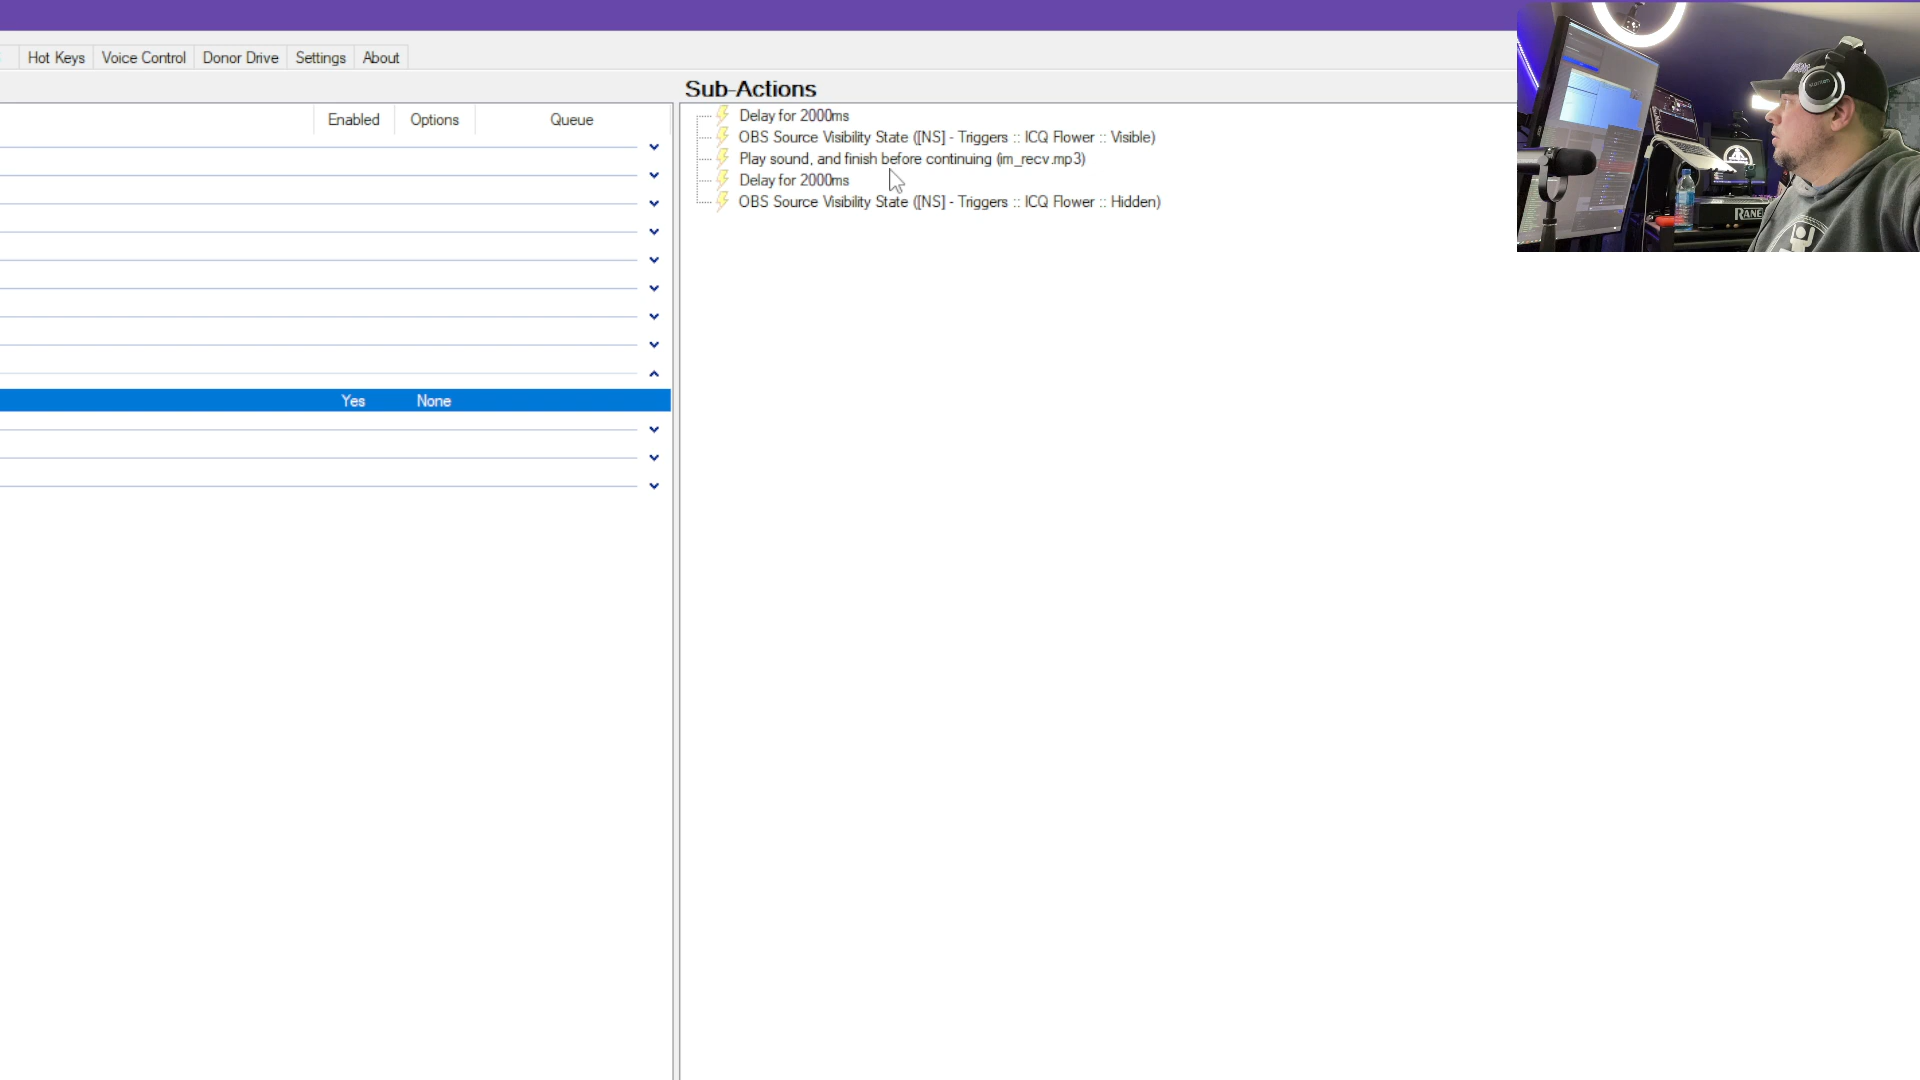 Hot Keys Voice Control Donor Drive Settings About
Sub-Actions
Enabled Options Queue
Delay for 2000ms
OBS Source Visibility State ([NS] - Triggers :: ICQ Flower :: Visible)
Play sound, and finish before continuing (im_recv.mp3)
Delay for 2000ms
OBS Source Visibility State ([NS] - Triggers :: ICQ Flower :: Hidden)
Yes None
RANE